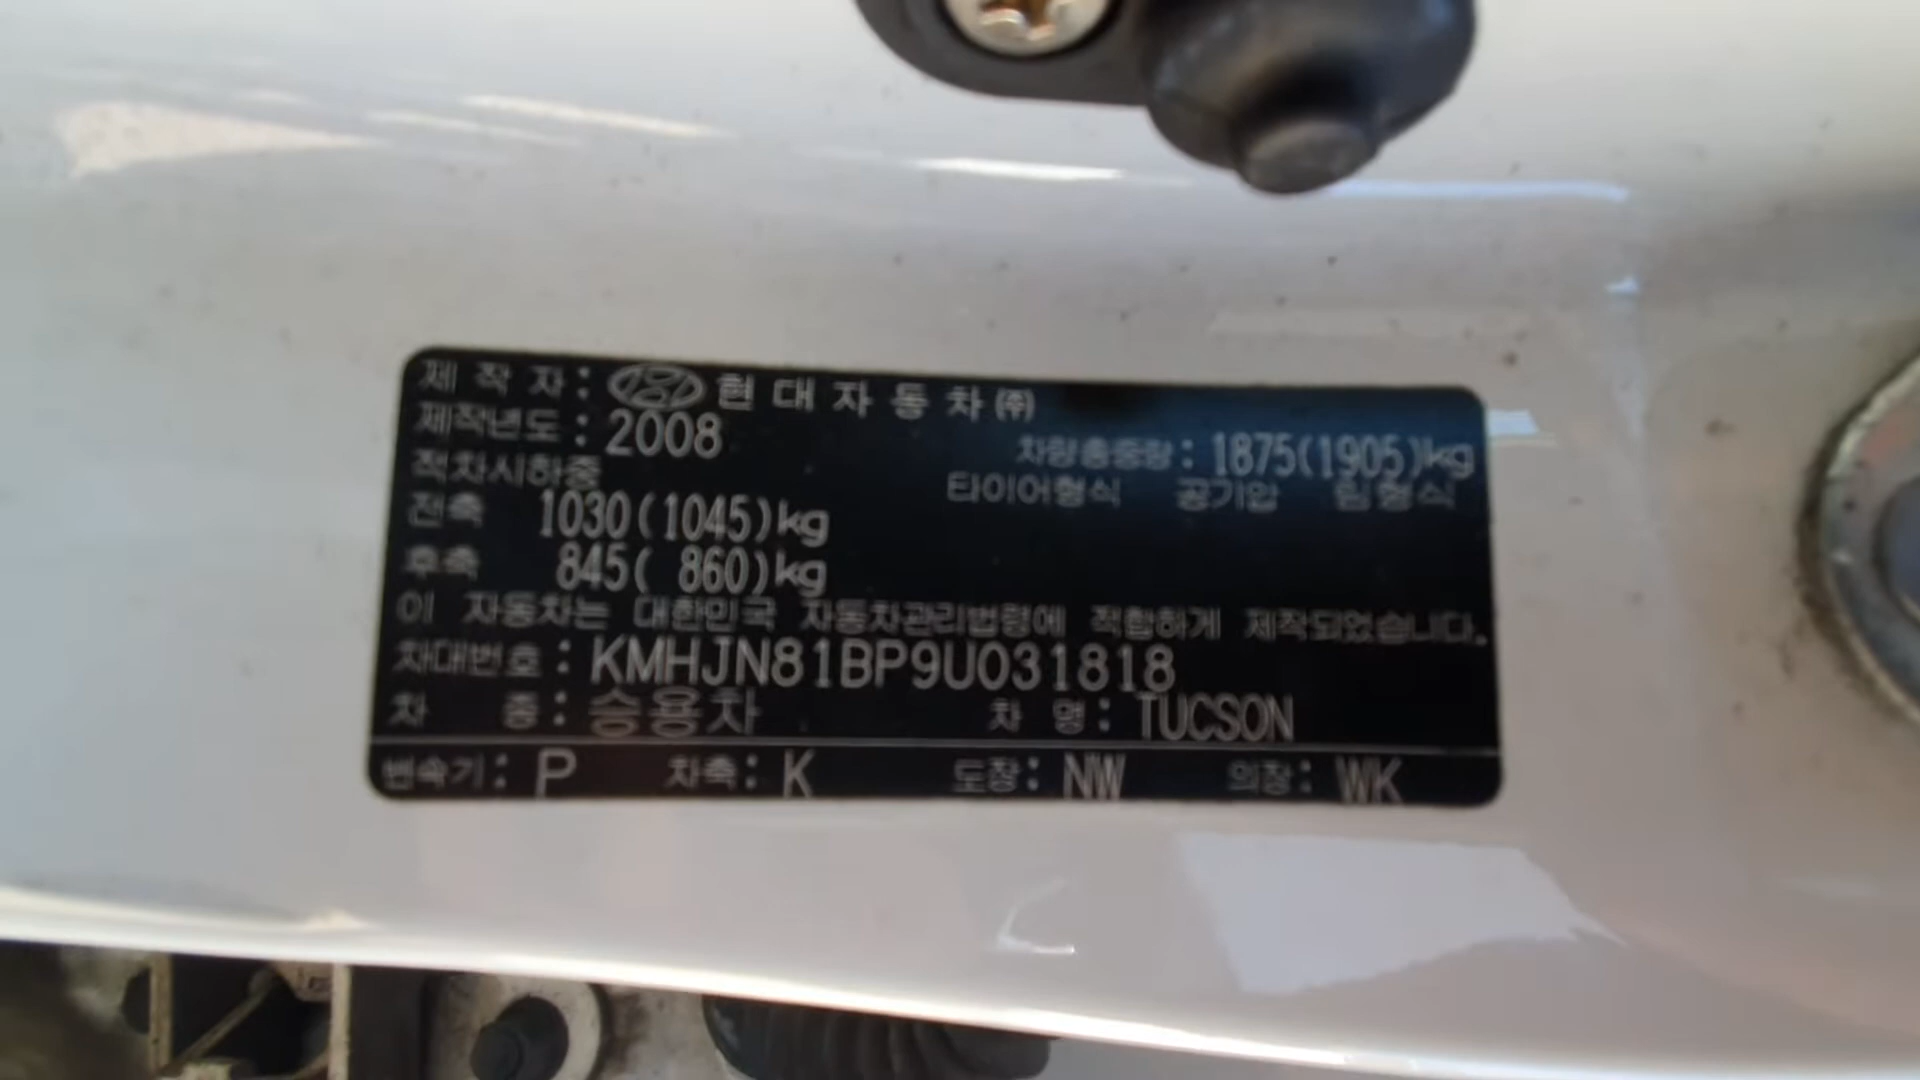 제 작 자 : 현 대 자 동 차 ㈜
제작년도 : 2008
차량총중량 : 1875(1905)kg
적차시하중
타이어형식 공기압 림형식
전축 1030(1045)kg
후축 845( 860)kg
이 자동차는 대한민국 자동차관리법령에 적합하게 제작되었습니다.
차대번호 : KMHJN81BP9U031818
차 종 : 승용차 차 명 : TUCSON
변속기 : P 차축 : K 도장 : NW 의장 : WK